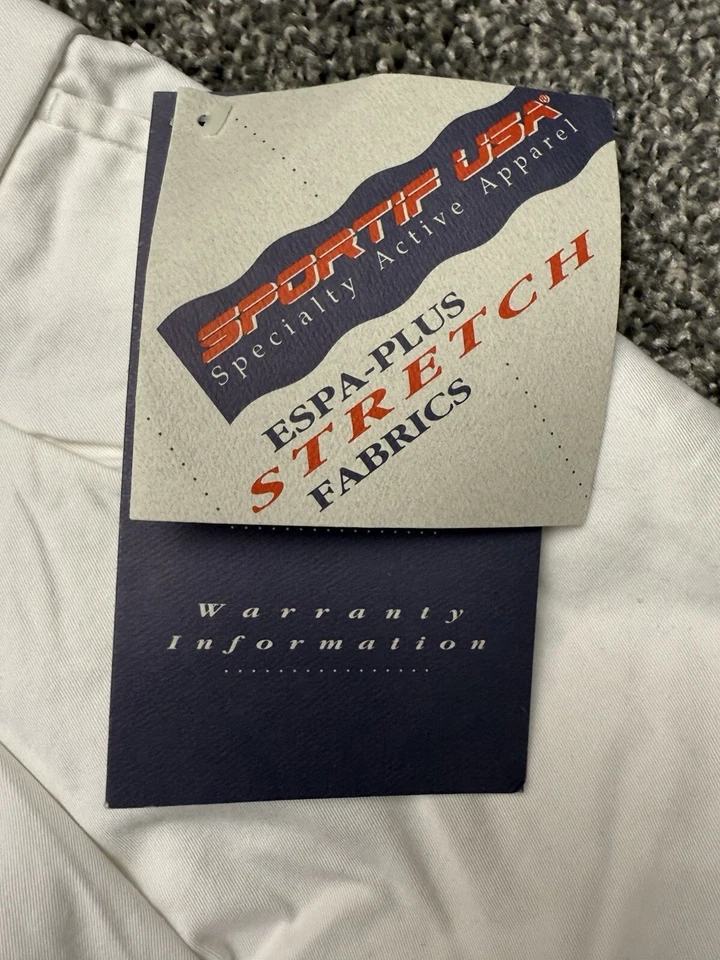 SPORTIF USA®
Specialty Active Apparel
ESPA-PLUS
STRETCH
FABRICS
Warranty
Information